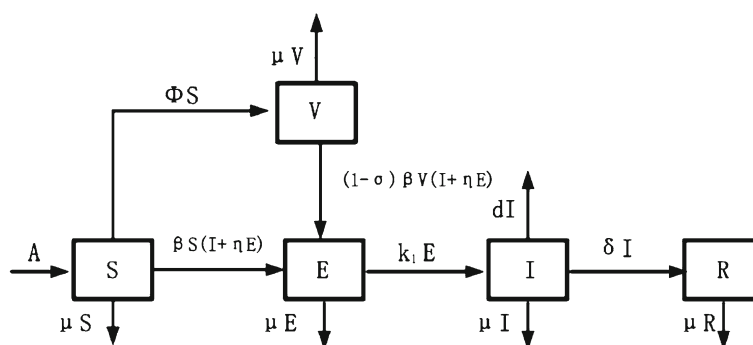 μV
ΦS
V
(1-σ)βV(I+ηE)
dI
A
S
βS(I+ηE)
E
k₁E
I
δI
R
μS
μE
μI
μR